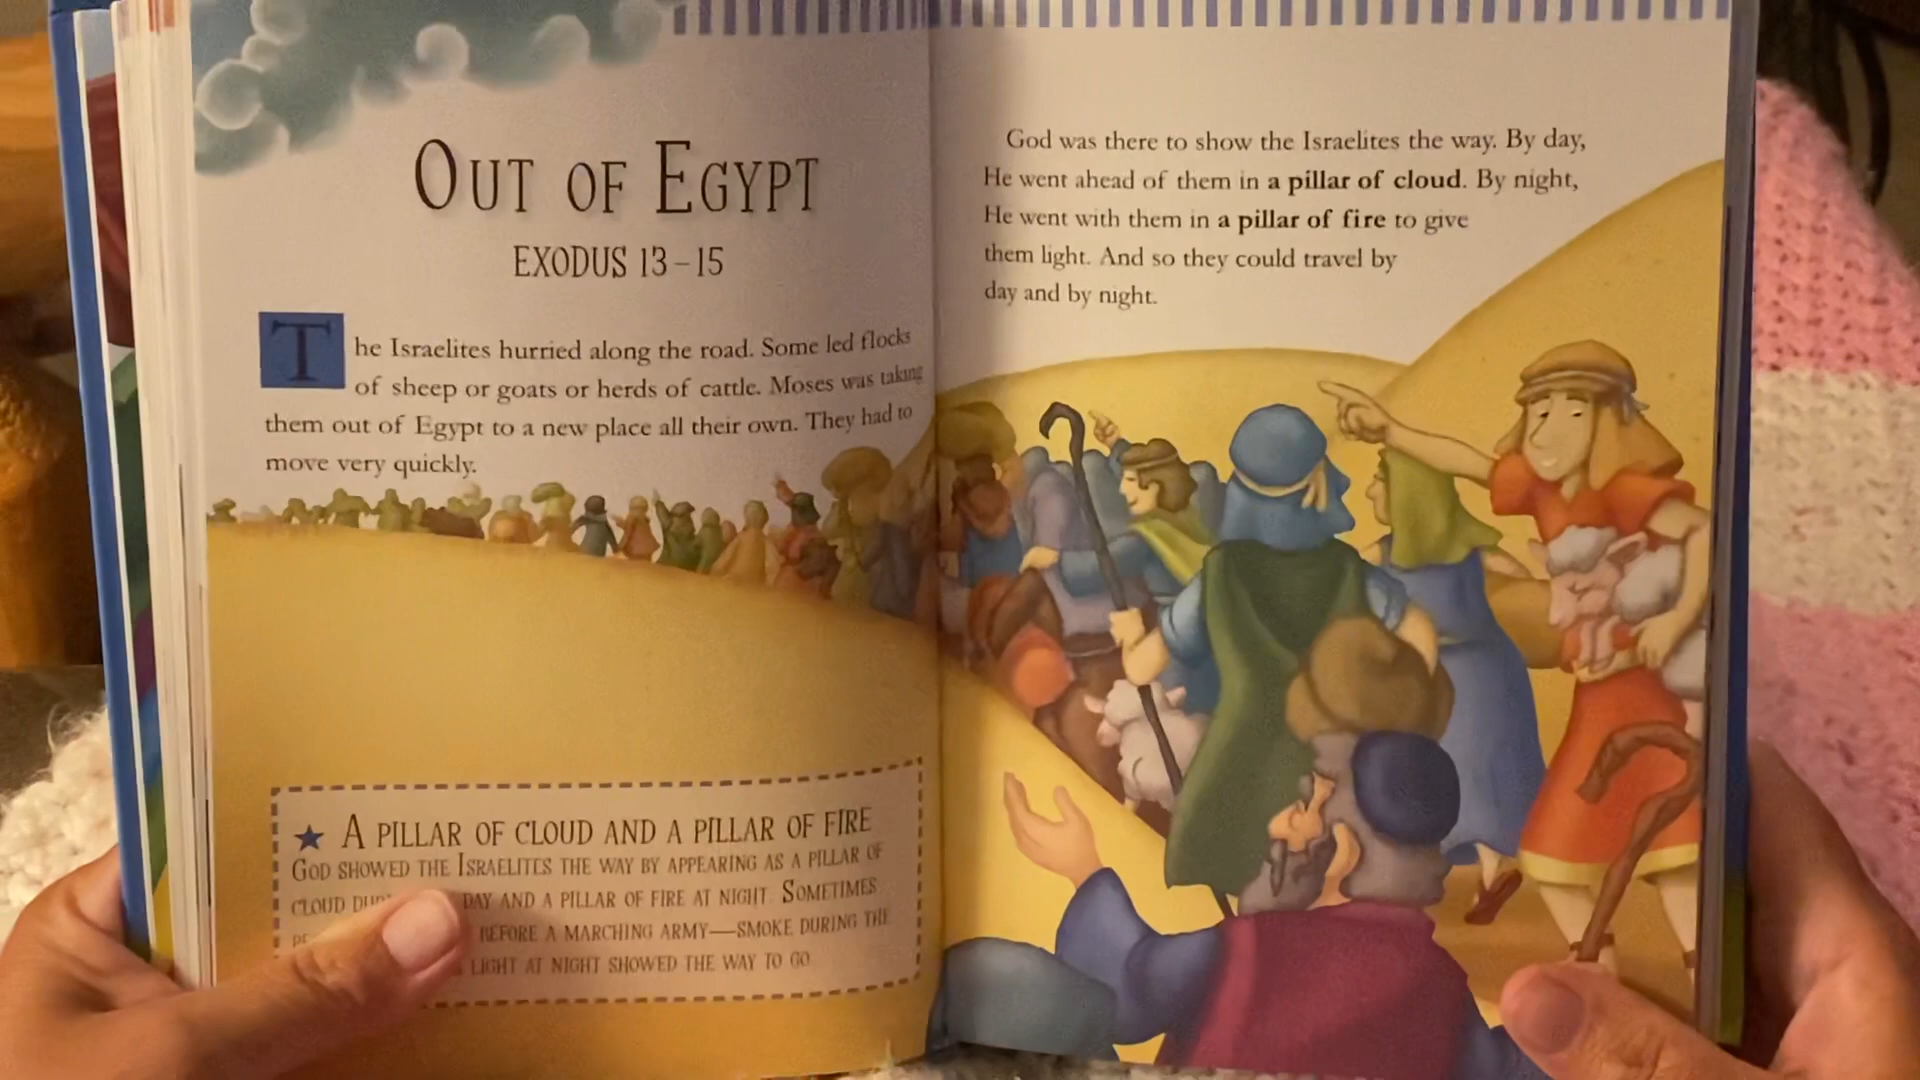 OUT OF EGYPT
EXODUS 13-15
The Israelites hurried along the road. Some led flocks
of sheep or goats or herds of cattle. Moses was taking
them out of Egypt to a new place all their own. They had to
move very quickly.
A PILLAR OF CLOUD AND A PILLAR OF FIRE
GOD SHOWED THE ISRAELITES THE WAY BY APPEARING AS A PILLAR OF
CLOUD DAY AND A PILLAR OF FIRE AT NIGHT. SOMETIMES
BEFORE A MARCHING ARMY—SMOKE DURING THE
LIGHT AT NIGHT SHOWED THE WAY TO GO
God was there to show the Israelites the way. By day,
He went ahead of them in a pillar of cloud. By night,
He went with them in a pillar of fire to give
them light. And so they could travel by
day and by night.